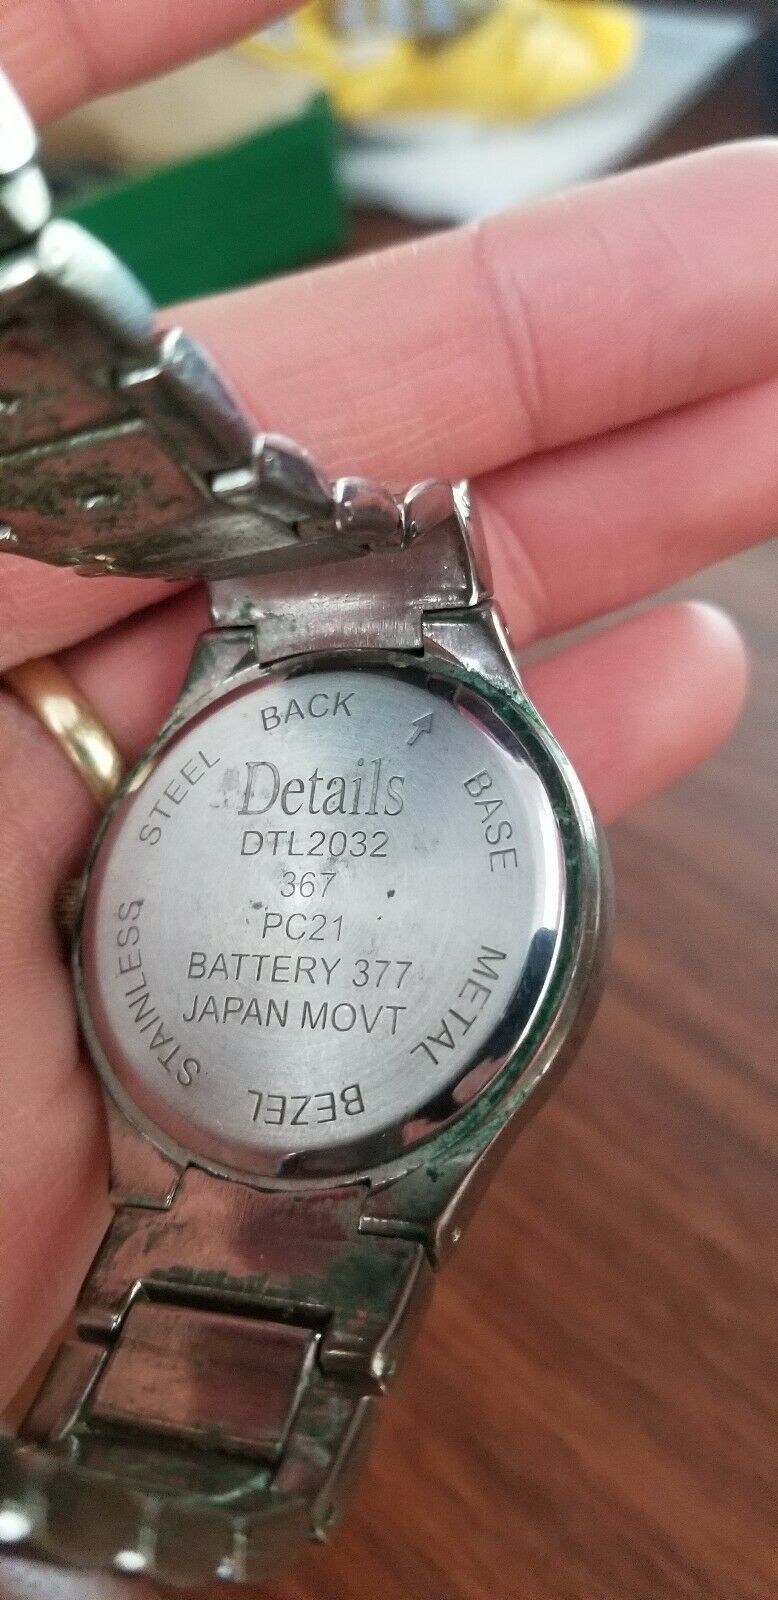 STAINLESS STEEL BACK
BASE METAL BEZEL
Details
DTL2032
367
PC21
BATTERY 377
JAPAN MOVT